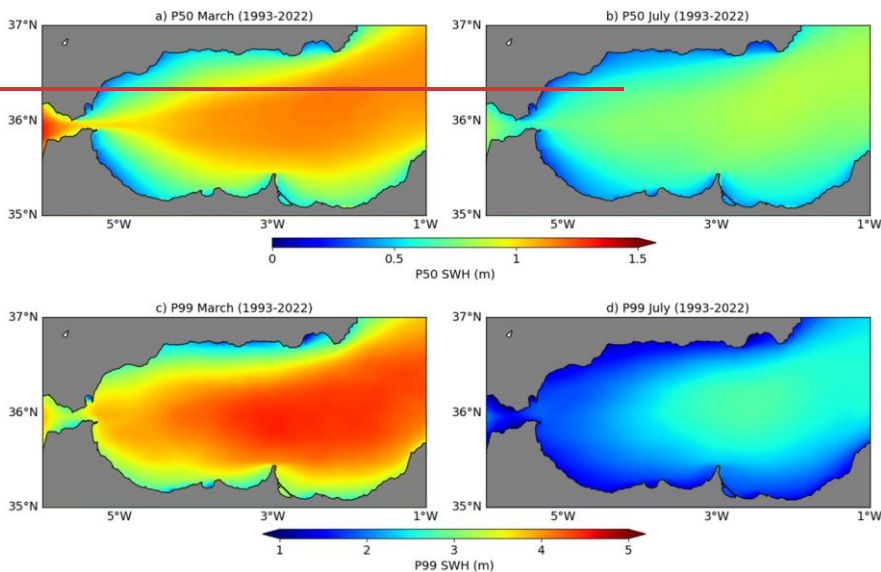 a) P50 March (1993-2022)
b) P50 July (1993-2022)
37°N
37°N
36°N
36°N
35°N
35°N
5°W
3°W
1°W
5°W
3°W
1°W
0
0.5
1
1.5
P50 SWH (m)
c) P99 March (1993-2022)
d) P99 July (1993-2022)
37°N
37°N
36°N
36°N
35°N
35°N
5°W
3°W
1°W
5°W
3°W
1°W
1
2
3
4
5
P99 SWH (m)